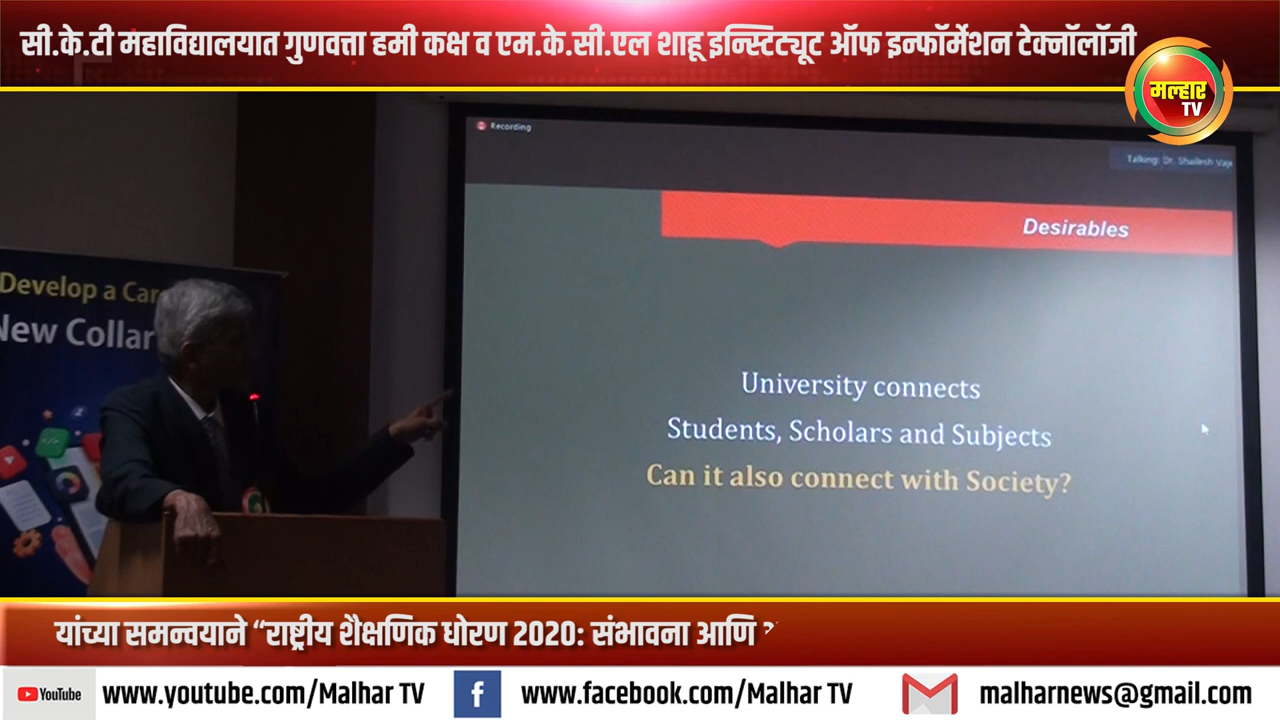 सी.के.टी महाविद्यालयात गुणवत्ता हमी कक्ष व एम.के.सी.एल शाहू इन्स्टिट्यूट ऑफ इन्फॉर्मेशन टेक्नॉलॉजी
मल्हार
TV
Recording
Talking: Dr. Shailesh
Desirables
Develop a
New Collar
University connects
Students, Scholars and Subjects
Can it also connect with Society?
यांच्या समन्वयाने “राष्ट्रीय शैक्षणिक धोरण 2020: संभावना आणि
YouTube
www.youtube.com/Malhar TV
f
www.facebook.com/Malhar TV
malharnews@gmail.com